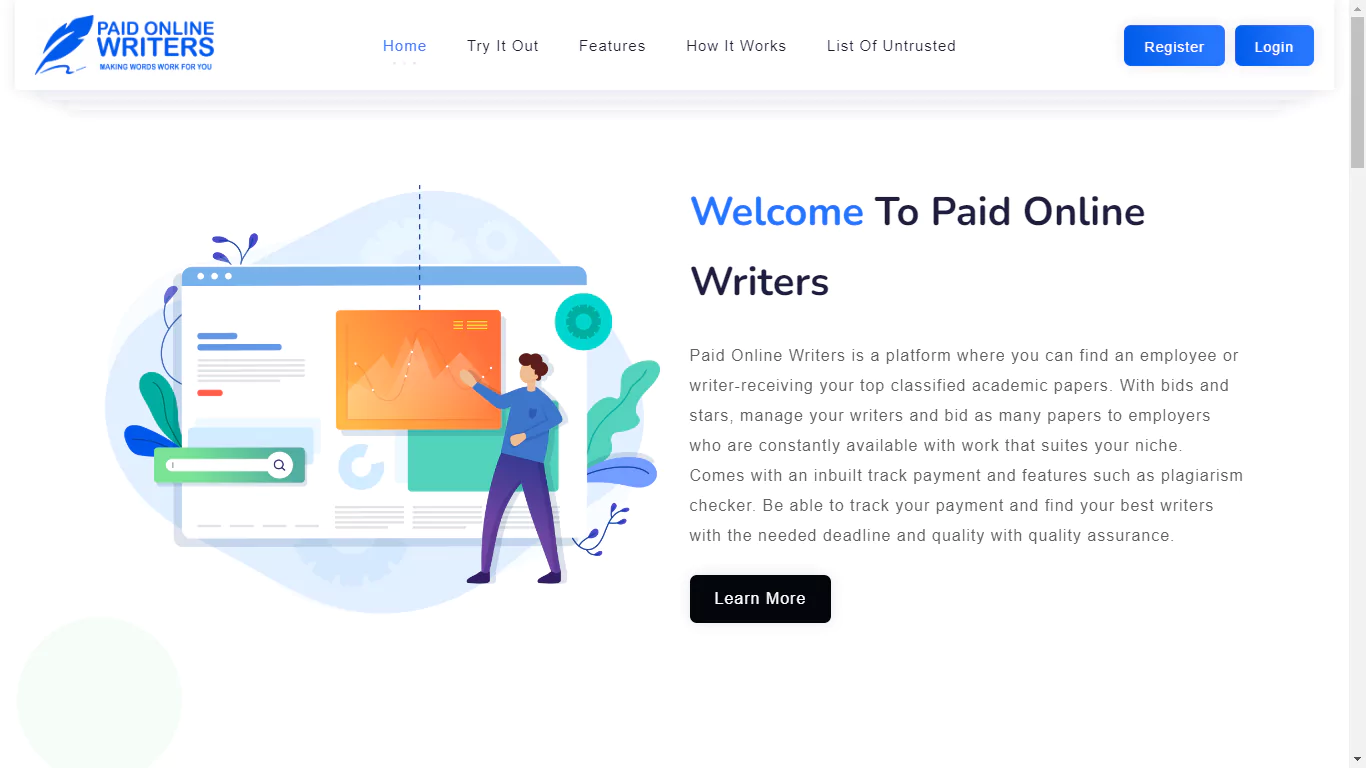 PAID ONLINE
WRITERS
MAKING WORDS WORK FOR YOU
Home
Try It Out
Features
How It Works
List Of Untrusted
Register
Login
Welcome To Paid Online
Writers
Paid Online Writers is a platform where you can find an employee or
writer-receiving your top classified academic papers. With bids and
stars, manage your writers and bid as many papers to employers
who are constantly available with work that suites your niche.
Comes with an inbuilt track payment and features such as plagiarism
checker. Be able to track your payment and find your best writers
with the needed deadline and quality with quality assurance.
Learn More